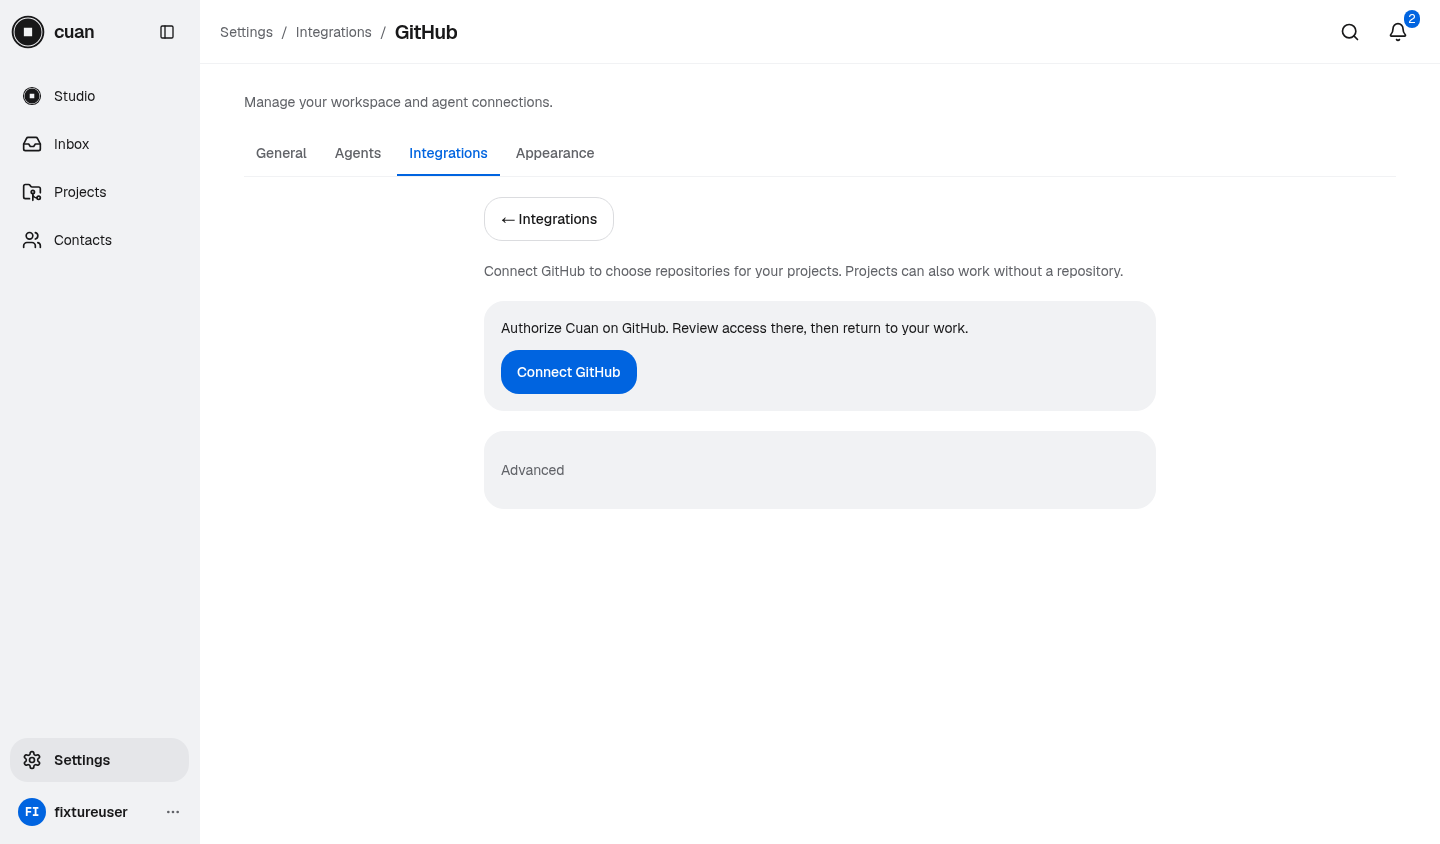 cuan
Settings / Integrations / GitHub
2
Studio
Inbox
Projects
Contacts
Manage your workspace and agent connections.
General Agents Integrations Appearance
← Integrations
Connect GitHub to choose repositories for your projects. Projects can also work without a repository.
Authorize Cuan on GitHub. Review access there, then return to your work.
Connect GitHub
Advanced
Settings
FI fixtureuser